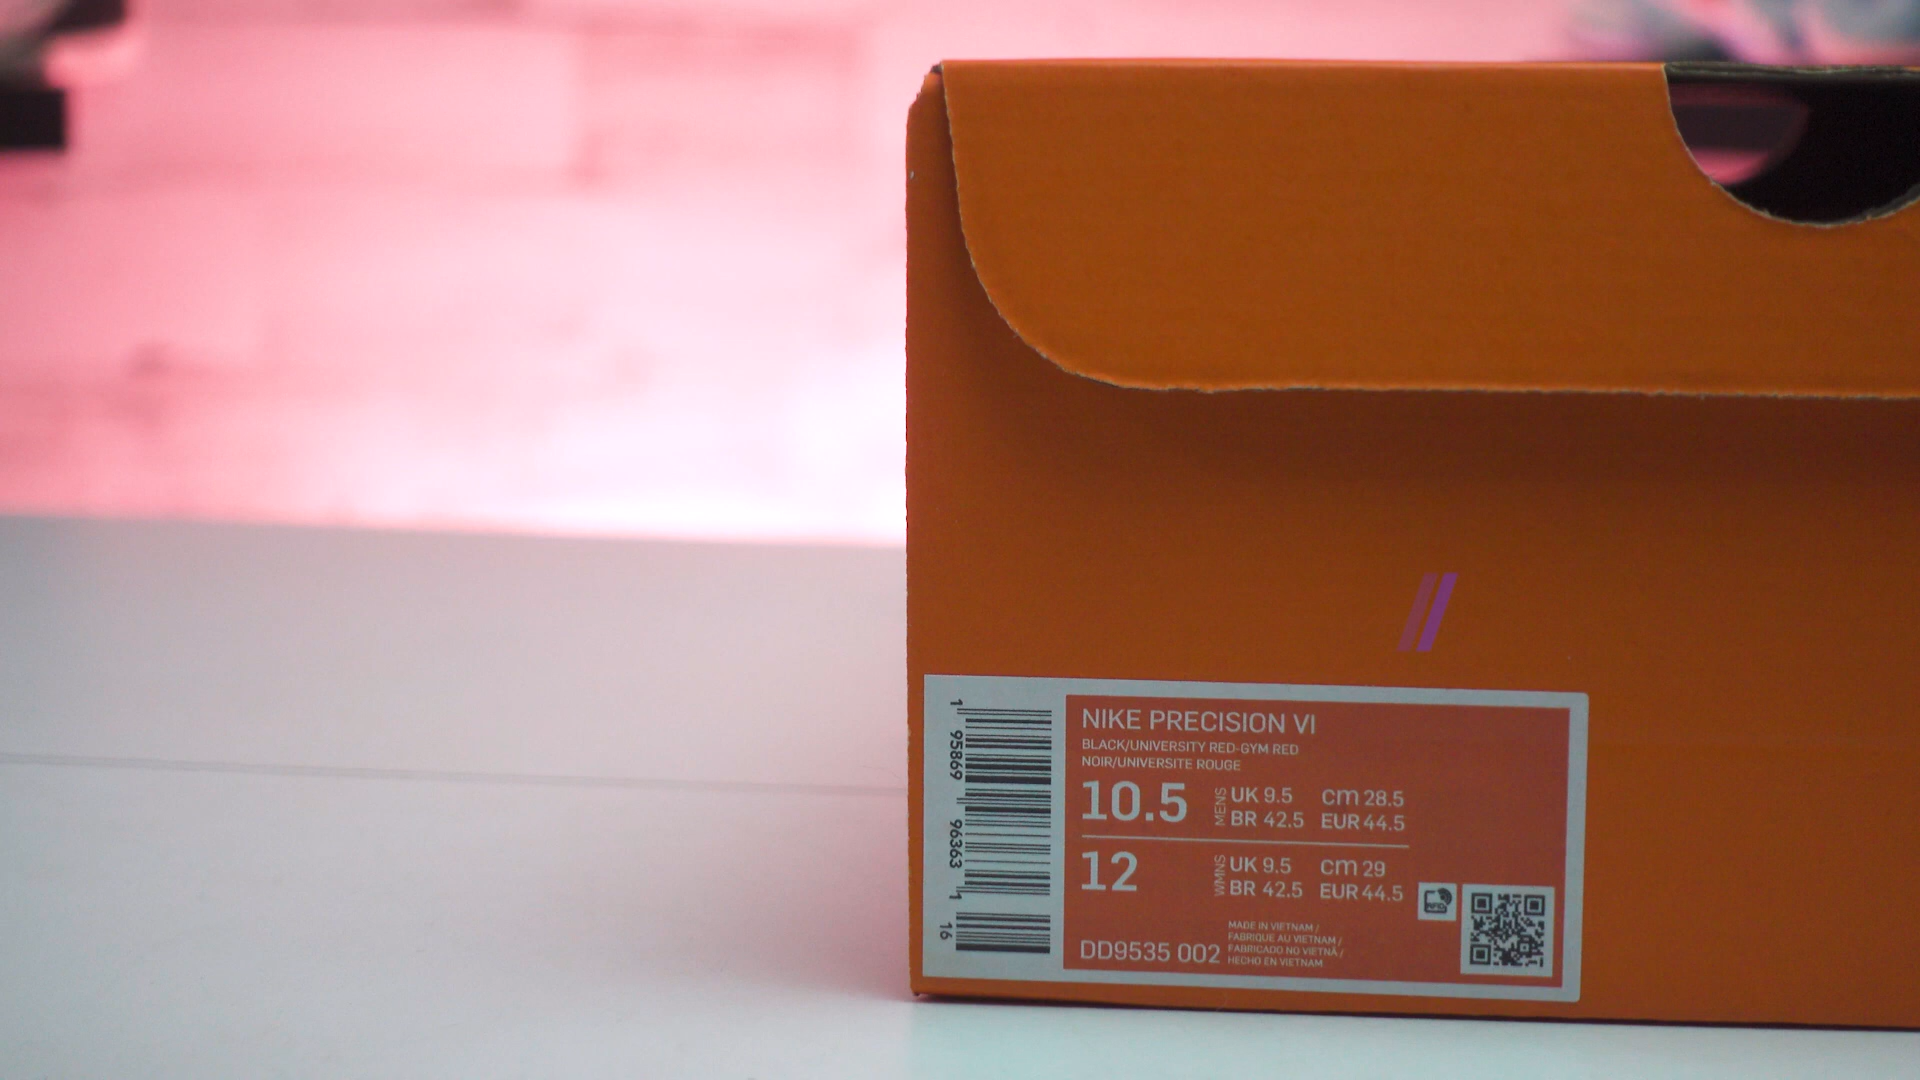 NIKE PRECISION VI
BLACK/UNIVERSITY RED-GYM RED
NOIR/UNIVERSITE ROUGE
10.5 MENS UK 9.5 cm 28.5
BR 42.5 EUR 44.5
12 WMNS UK 9.5 cm 29
BR 42.5 EUR 44.5
RFID
DD9535 002
MADE IN VIETNAM /
FABRIQUE AU VIETNAM /
FABRICADO NO VIETNÃ /
HECHO EN VIETNAM
1 95869 96363 1 16